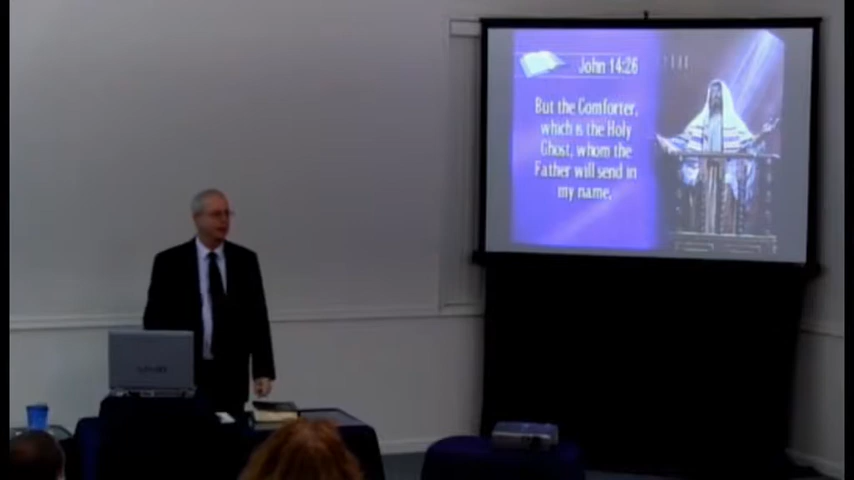 John 14:26
But the Comforter,
which is the Holy
Ghost, whom the
Father will send in
my name,